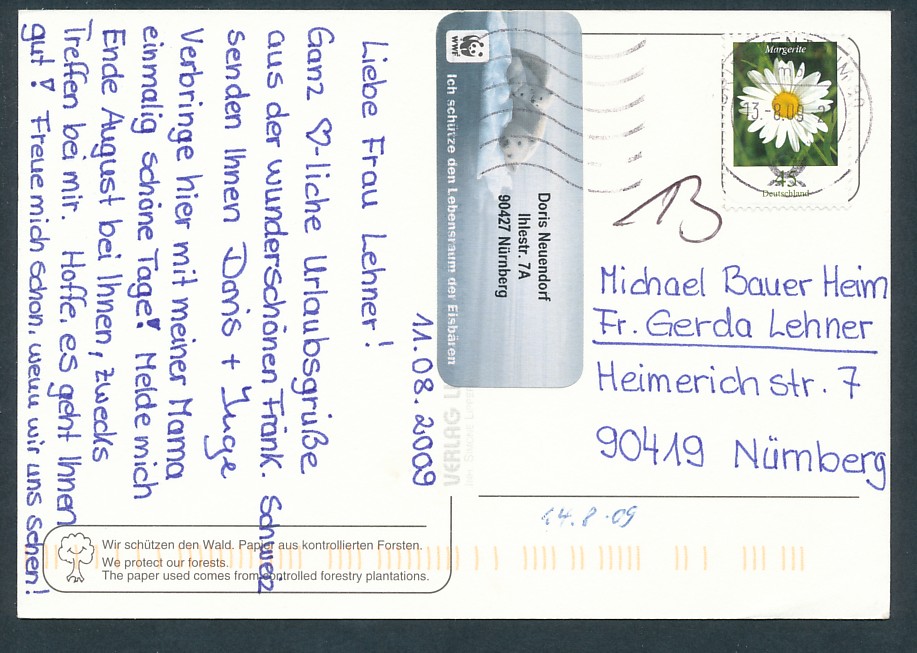 11.08.2009
Liebe Frau Lehner!
Ganz ♡-liche Urlaubsgrüße
aus der wunderschönen Fränk. Schweiz
senden Ihnen Doris + Inge
Verbringe hier mit meiner Mama
einmalig schöne Tage! Melde mich
Ende August bei Ihnen, zwecks
Treffen bei mir. Hoffe, es geht Ihnen
gut! Freue mich schon, wenn wir uns sehen!
WWF
Ich schütze den Lebensraum der Eisbären
Doris Neuendorf
Ihlestr. 7A
90427 Nürnberg
VERLAG
Margerite
45
Deutschland
13.-8.09
Michael Bauer Heim
Fr. Gerda Lehner
Heimerichstr. 7
90419 Nürnberg
14.8.09
Wir schützen den Wald. Papier aus kontrollierten Forsten.
We protect our forests.
The paper used comes from controlled forestry plantations.